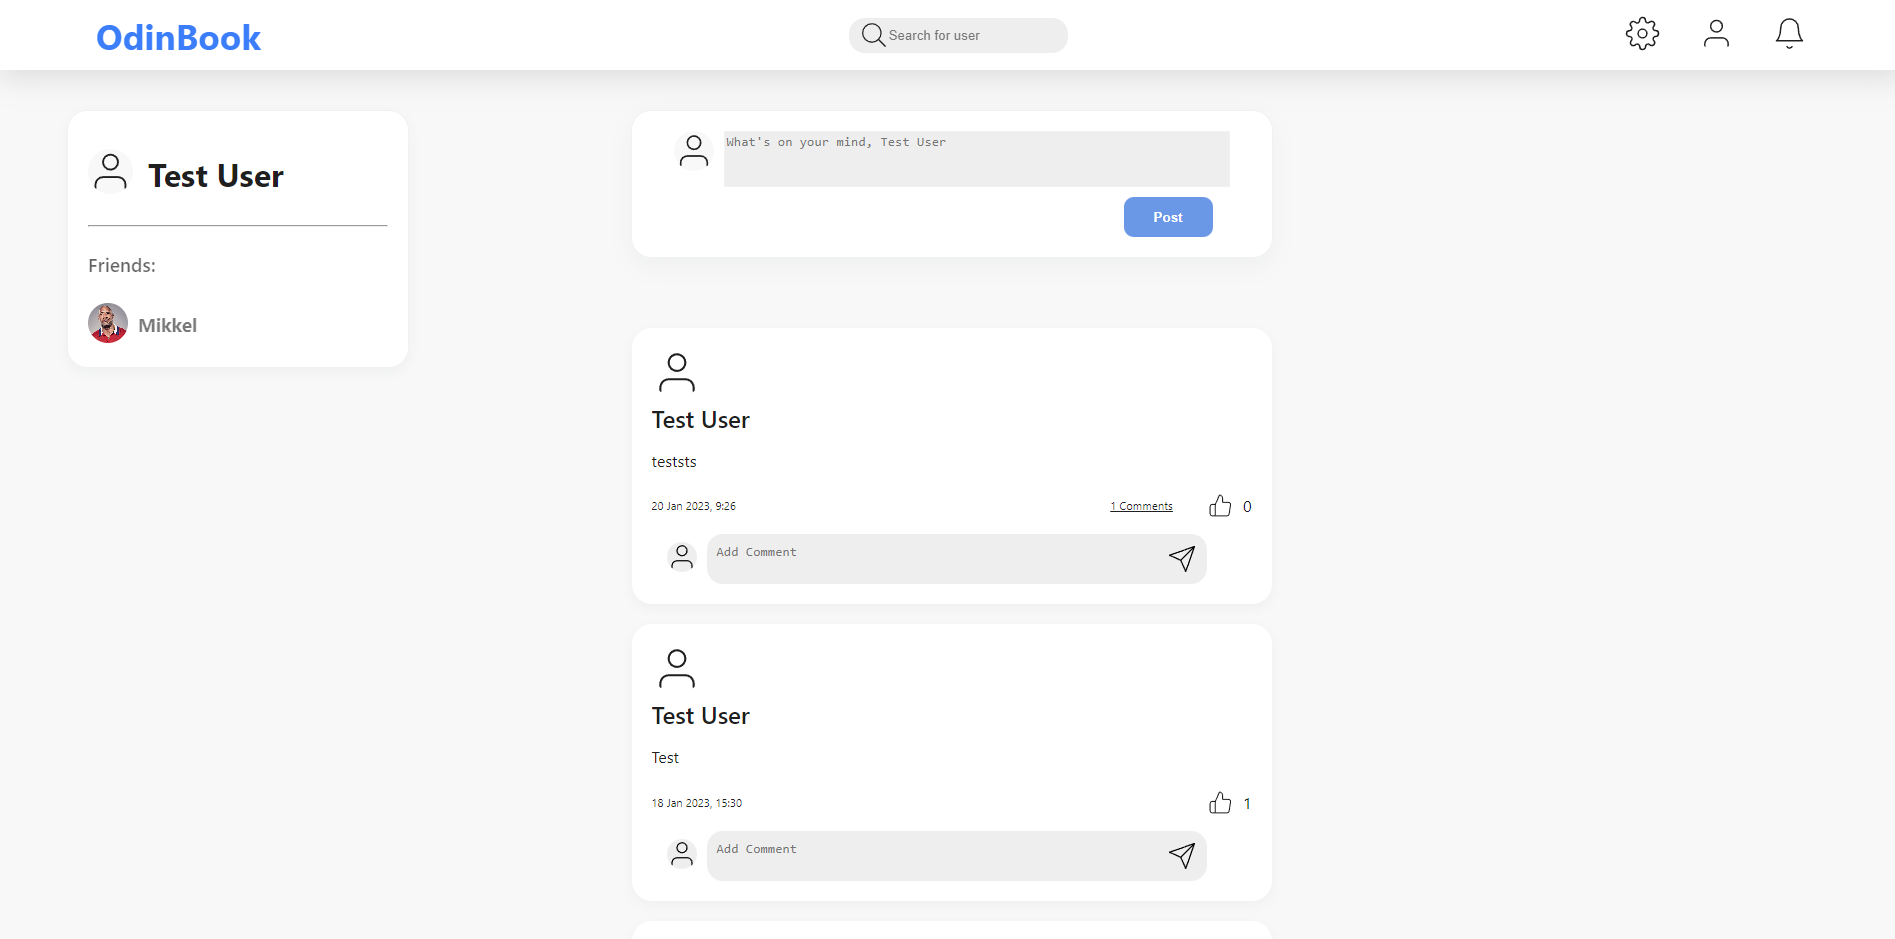 OdinBook
Search for user
Test User
Friends:
Mikkel
What's on your mind, Test User
Post
Test User
teststs
20 Jan 2023, 9:26
1 Comments
0
Add Comment
Test User
Test
18 Jan 2023, 15:30
1
Add Comment